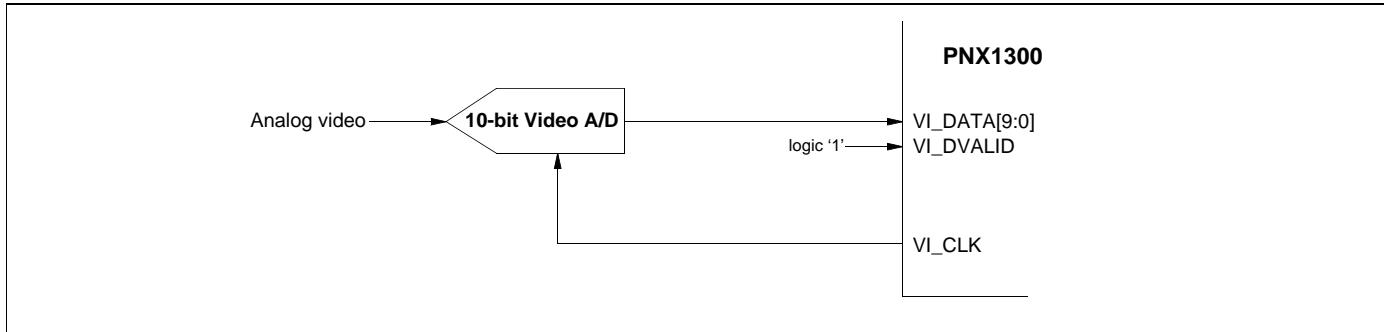 PNX1300
Analog video
10-bit Video A/D
VI_DATA[9:0]
logic ‘1’
VI_DVALID
VI_CLK